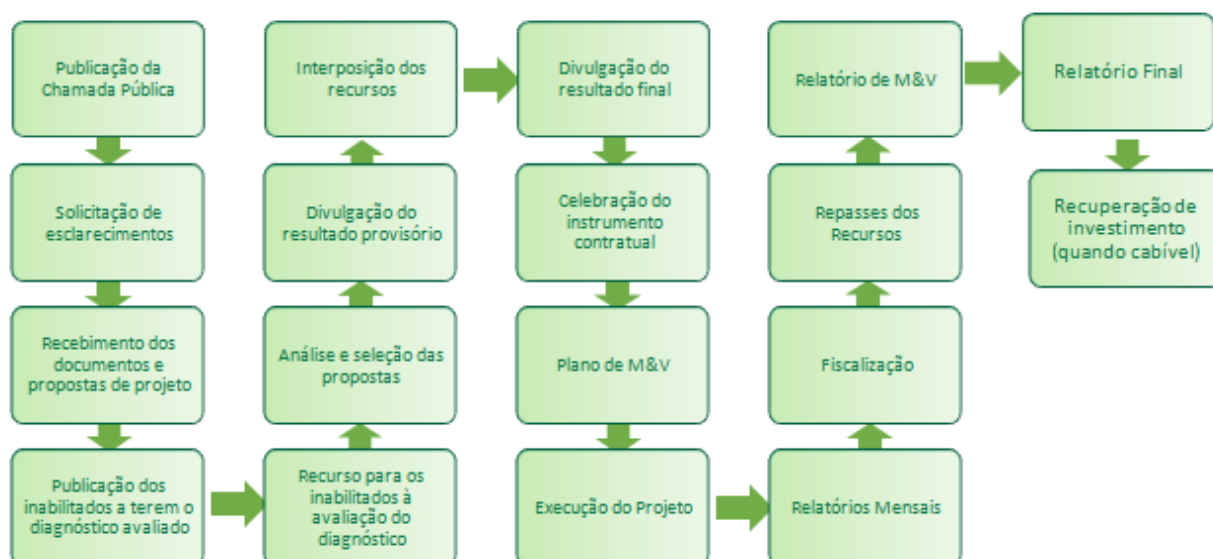 Publicação da
Chamada Pública
Solicitação de
esclarecimentos
Recebimento dos
documentos e
propostas de projeto
Publicação dos
inabilitados a terem o
diagnóstico avaliado
Recurso para os
inabilitados à
avaliação do
diagnóstico
Análise e seleção das
propostas
Divulgação do
resultado provisório
Interposição dos
recursos
Divulgação do
resultado final
Celebração do
instrumento
contratual
Plano de M&V
Execução do Projeto
Relatórios Mensais
Fiscalização
Repasses dos
Recursos
Relatório de M&V
Relatório Final
Recuperação de
investimento
(quando cabível)